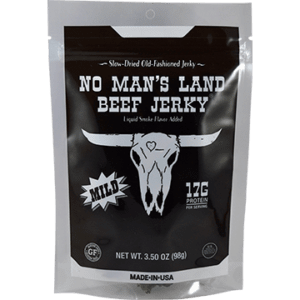 Slow-Dried Old-Fashioned Jerky
NO MAN'S LAND
BEEF JERKY
Liquid Smoke Flavor Added
MILD
17G
PROTEIN
PER SERVING
GF
NET WT. 3.50 OZ (98g)
MADE-IN-USA